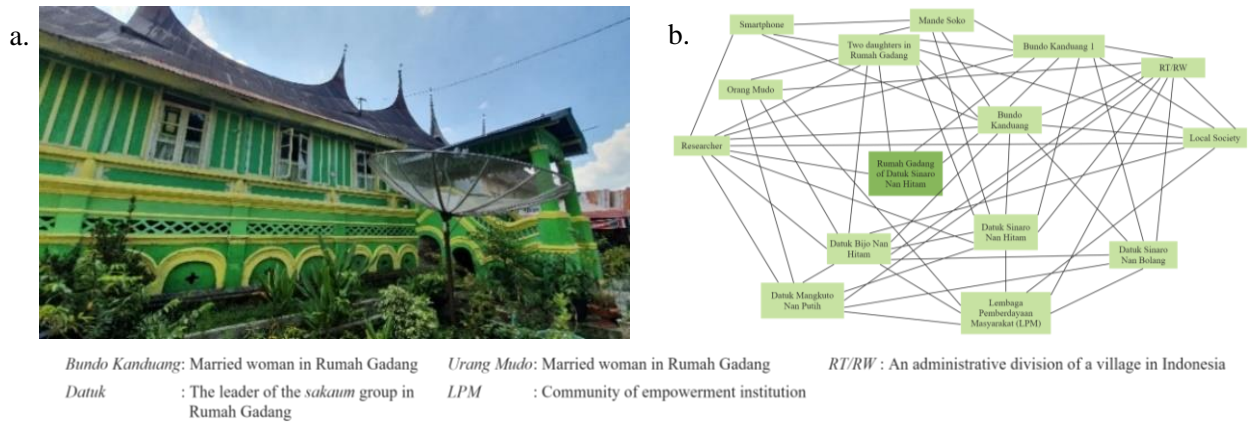 a.
b.
Smartphone
Mande Soko
Two daughters in
Rumah Gadang
Bundo Kanduang 1
RT/RW
Orang Mudo
Bundo
Kanduang
Researcher
Local Society
Rumah Gadang
of Datuk Sinaro
Nan Hitam
Datuk Bijo Nan
Hitam
Datuk Sinaro
Nan Hitam
Datuk Sinaro
Nan Bolang
Datuk Mangkuto
Nan Putih
Lembaga
Pemberdayaan
Masyarakat (LPM)
Bundo Kanduang: Married woman in Rumah Gadang
Datuk : The leader of the sakaum group in
Rumah Gadang
Urang Mudo: Married woman in Rumah Gadang
LPM : Community of empowerment institution
RT/RW : An administrative division of a village in Indonesia